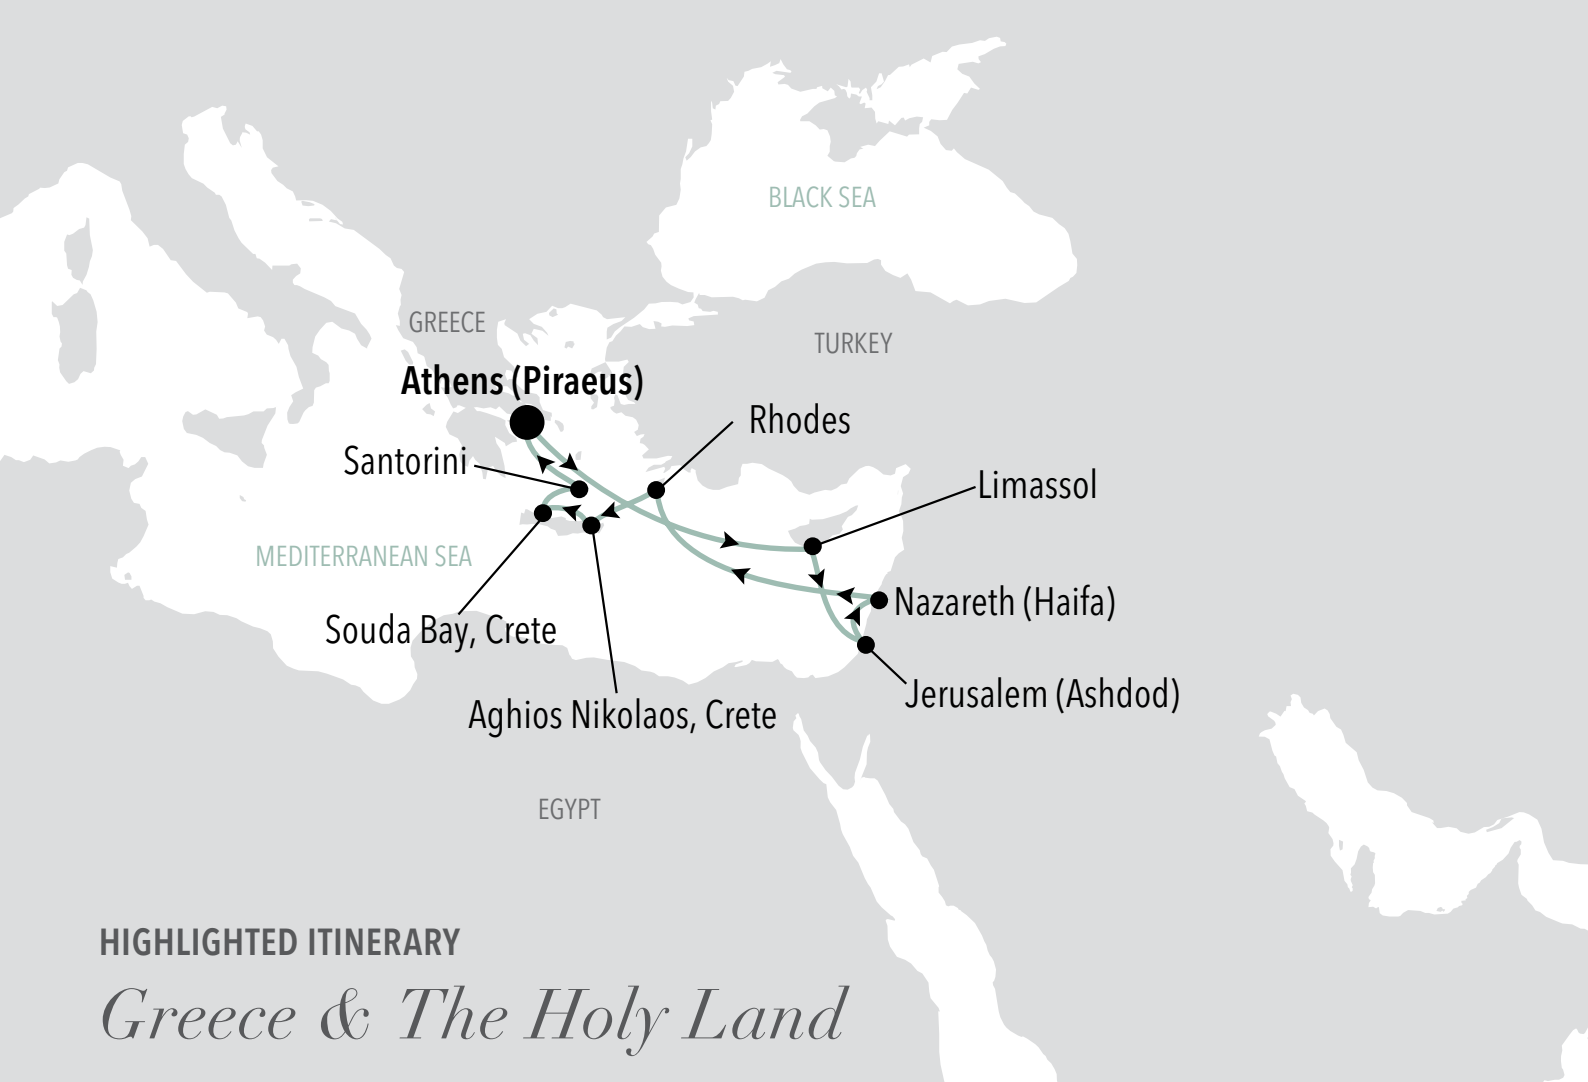 BLACK SEA
GREECE
TURKEY
Athens (Piraeus)
Rhodes
Santorini
Limassol
MEDITERRANEAN SEA
Nazareth (Haifa)
Souda Bay, Crete
Jerusalem (Ashdod)
Aghios Nikolaos, Crete
EGYPT
HIGHLIGHTED ITINERARY
Greece & The Holy Land